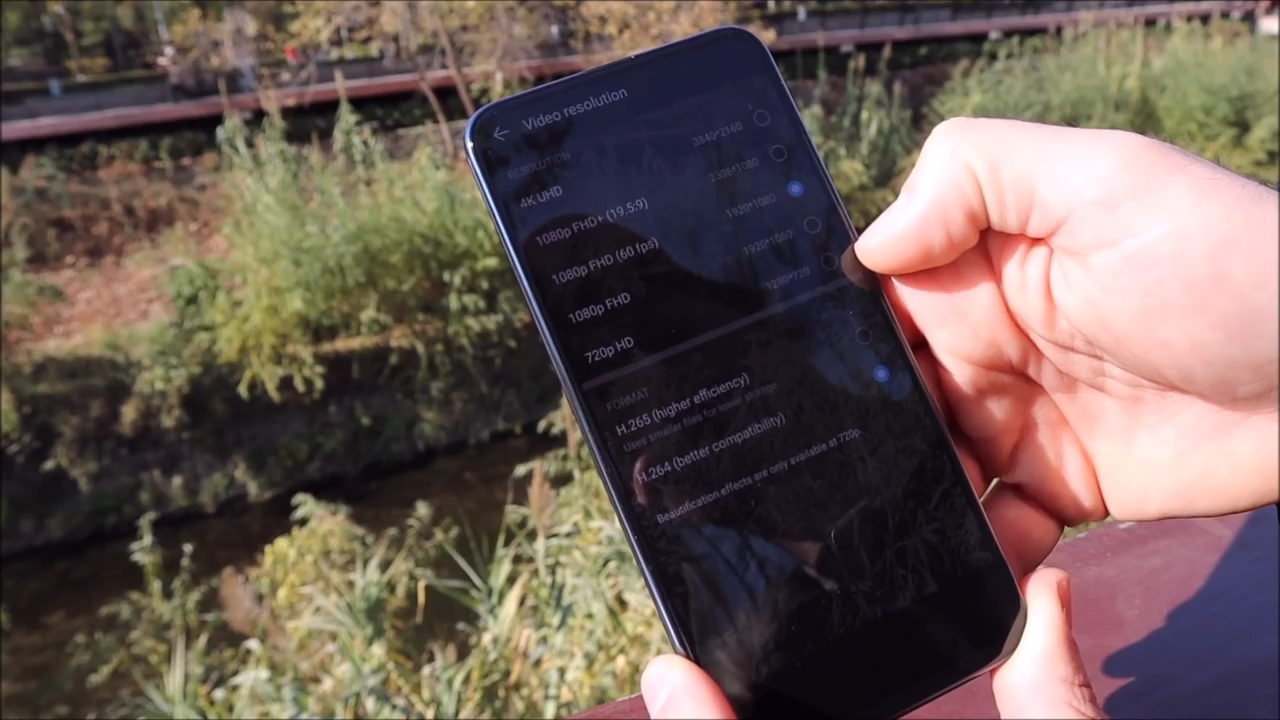 Video resolution
RESOLUTION
4K UHD 3840*2160
1080p FHD+ (19.5:9) 2336*1080
1080p FHD (60 fps) 1920*1080
1080p FHD 1920*1080
720p HD 1280*720
FORMAT
H.265 (higher efficiency)
Uses smaller files for lower storage
H.264 (better compatibility)
Beautification effects are only available at 720p.